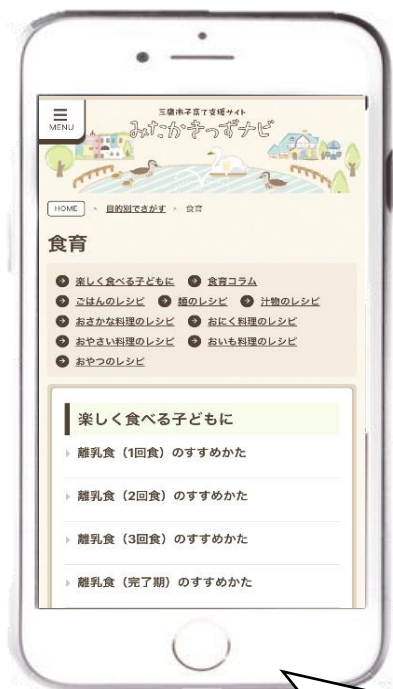 MENU
三鷹市子育て支援サイト
みたかきっずナビ
HOME 目的別でさがす 食育
食育
楽しく食べる子どもに 食育コラム
ごはんのレシピ 麺のレシピ 汁物のレシピ
おさかな料理のレシピ おにく料理のレシピ
おやさい料理のレシピ おいも料理のレシピ
おやつのレシピ
楽しく食べる子どもに
離乳食（1回食）のすすめかた
離乳食（2回食）のすすめかた
離乳食（3回食）のすすめかた
離乳食（完了期）のすすめかた